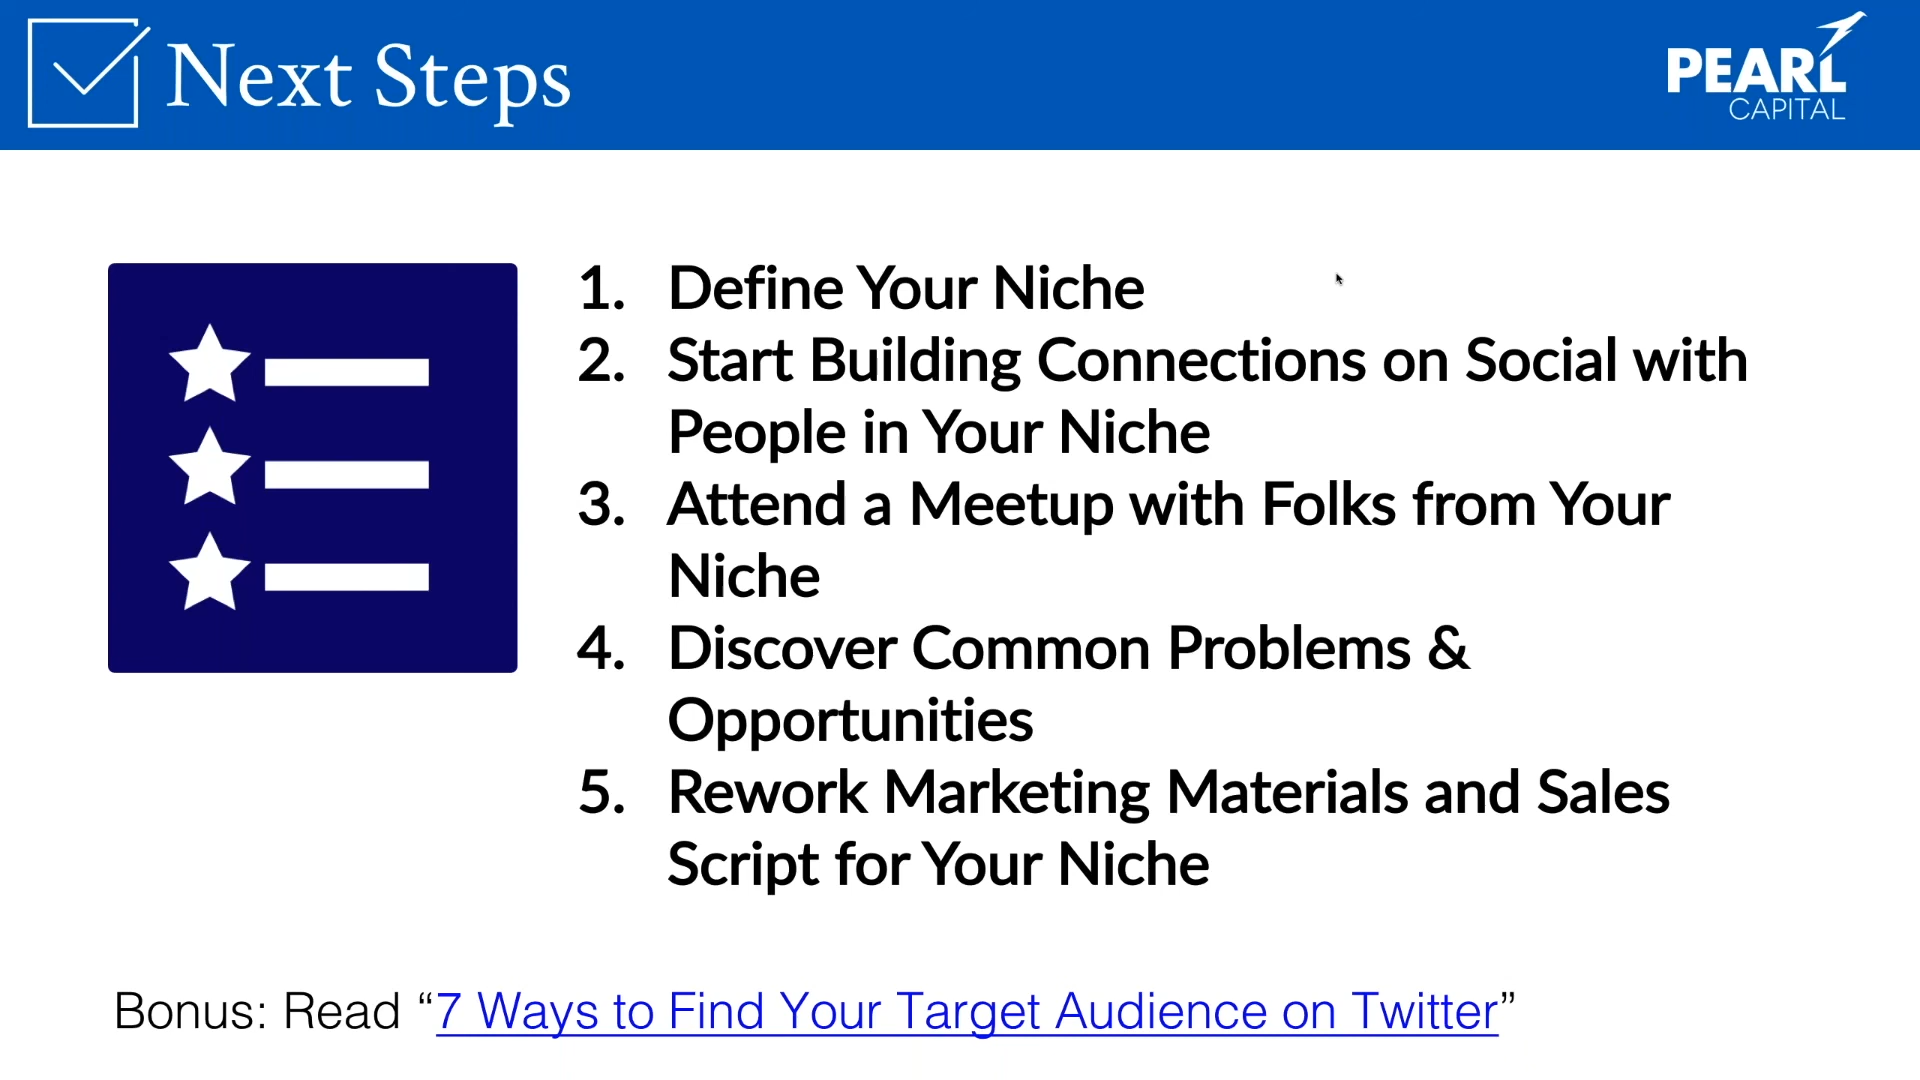 Next Steps
PEARL
CAPITAL
1. Define Your Niche
2. Start Building Connections on Social with
People in Your Niche
3. Attend a Meetup with Folks from Your
Niche
4. Discover Common Problems &
Opportunities
5. Rework Marketing Materials and Sales
Script for Your Niche
Bonus: Read “7 Ways to Find Your Target Audience on Twitter”